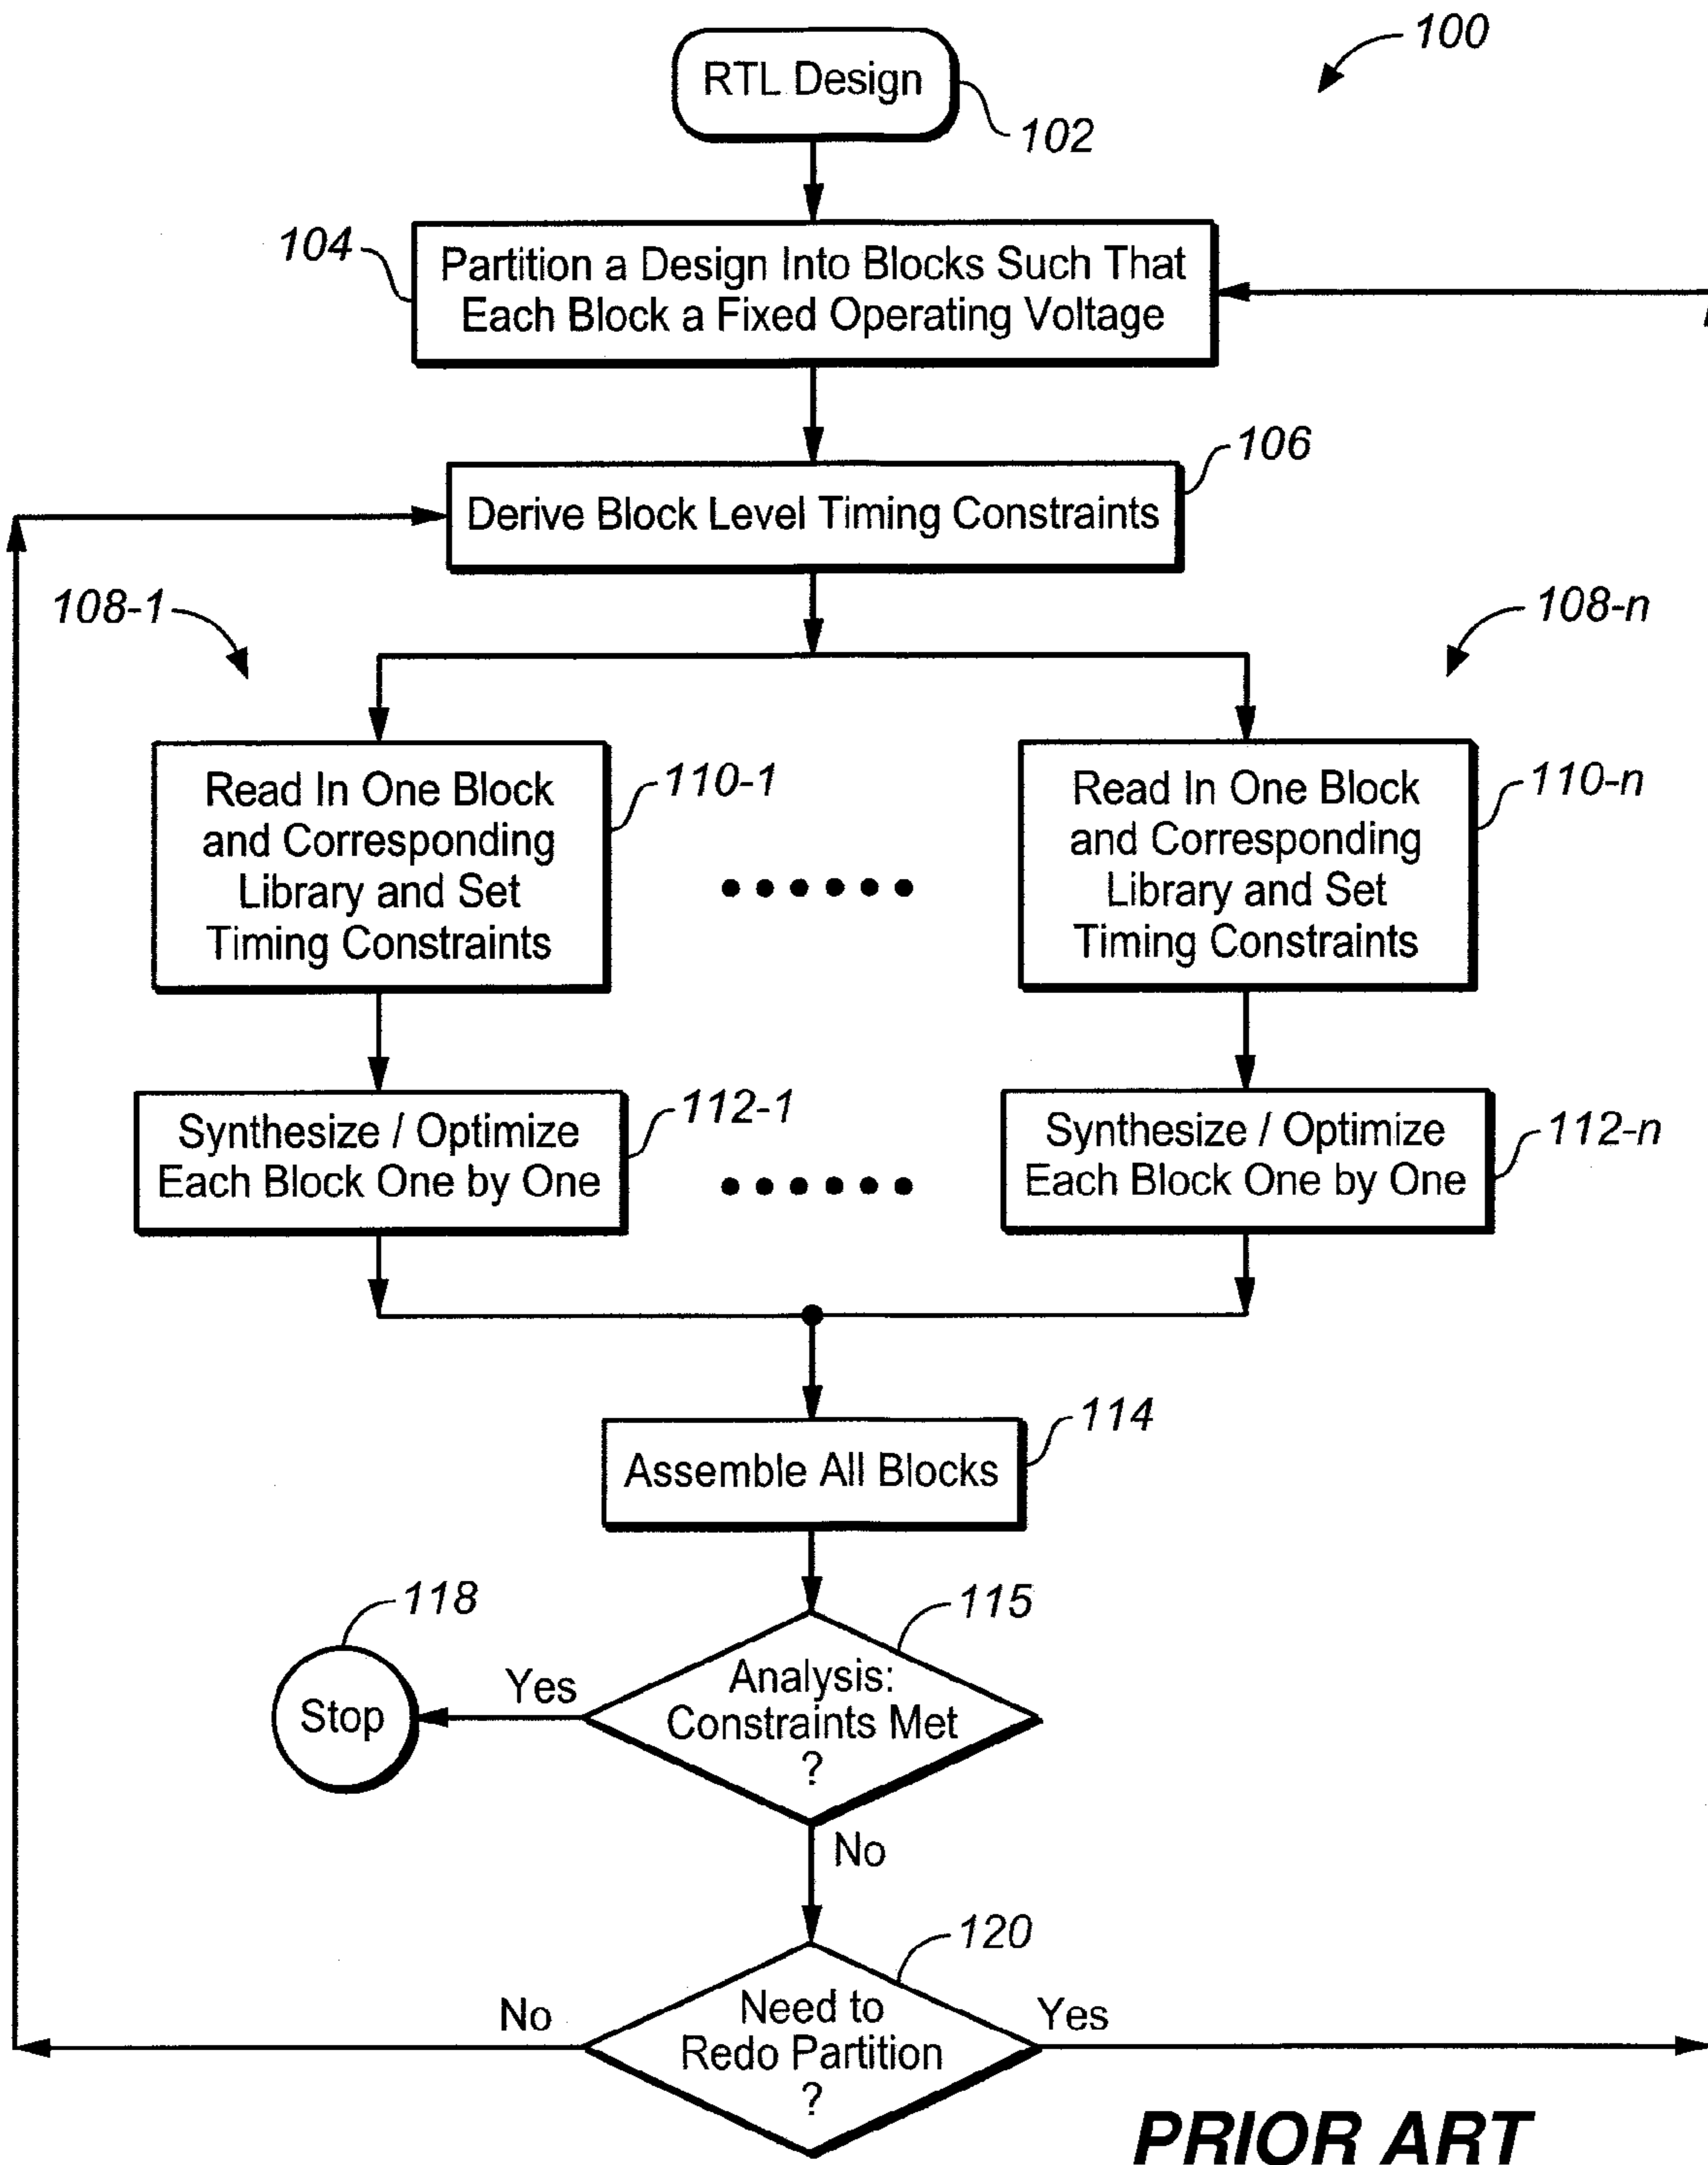 100
RTL Design
102
104
Partition a Design Into Blocks Such That
Each Block a Fixed Operating Voltage
106
Derive Block Level Timing Constraints
108-1
108-n
Read In One Block
and Corresponding
Library and Set
Timing Constraints
110-1
Read In One Block
and Corresponding
Library and Set
Timing Constraints
110-n
Synthesize / Optimize
Each Block One by One
112-1
Synthesize / Optimize
Each Block One by One
112-n
114
Assemble All Blocks
118
115
Stop
Yes
Analysis:
Constraints Met
?
No
120
No
Need to
Redo Partition
?
Yes
PRIOR ART